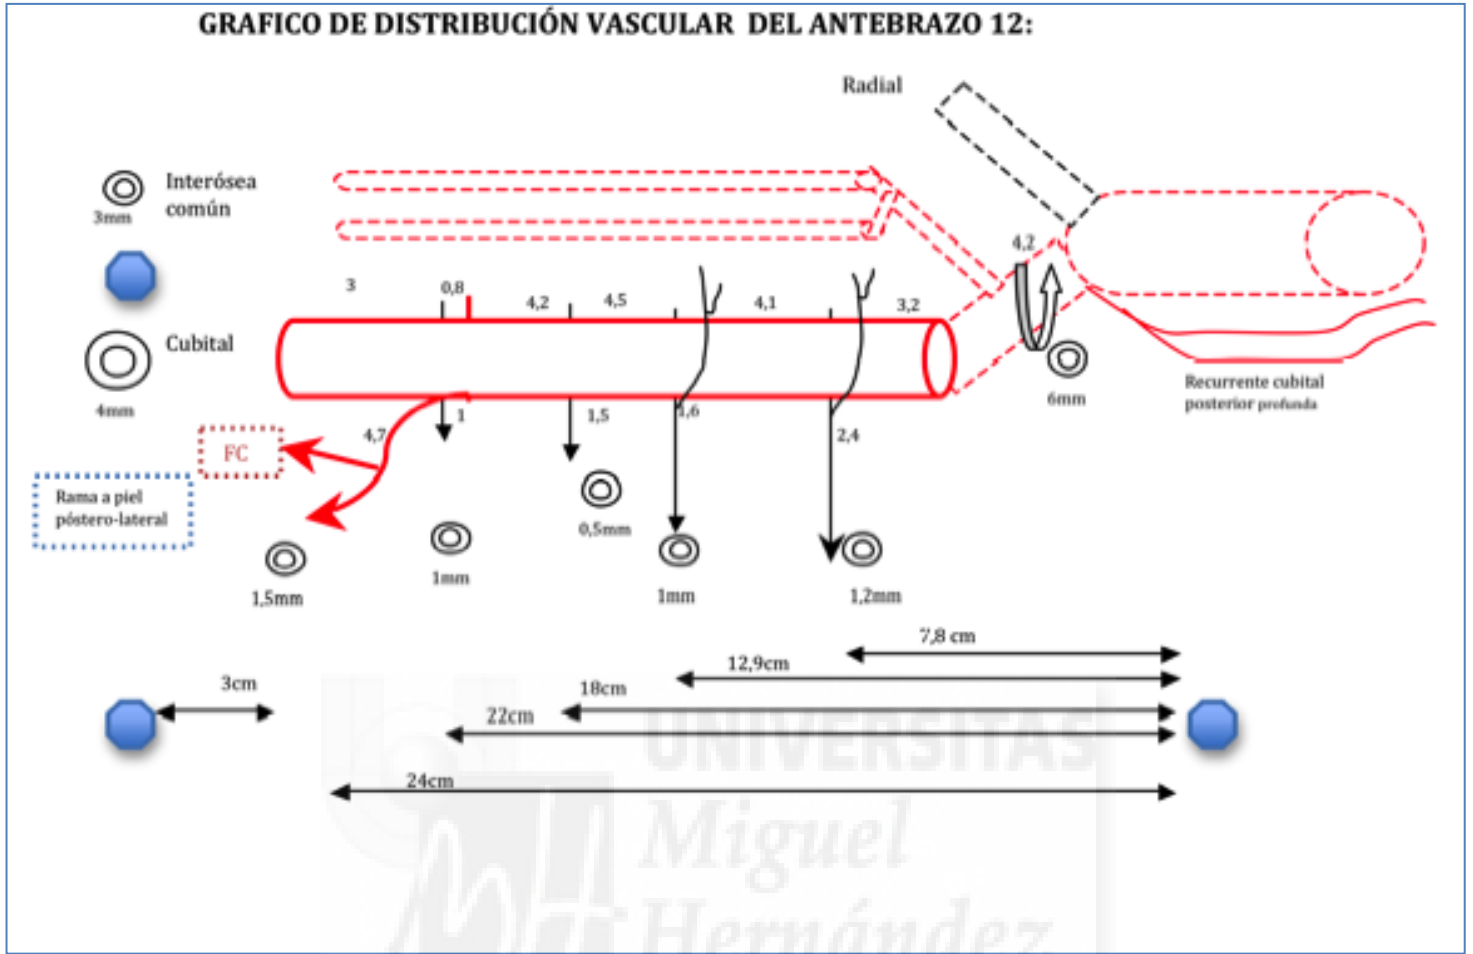 GRAFICO DE DISTRIBUCIÓN VASCULAR DEL ANTEBRAZO 12:
Radial
Interósea
común
3mm
4,2
3
0,8
4,2
4,5
4,1
3,2
Cubital
4mm
6mm
Recurrente cubital
posterior profunda
4,7
1
1,5
1,6
2,4
FC
Rama a piel
póstero-lateral
0,5mm
1,5mm
1mm
1mm
1,2mm
7,8 cm
12,9cm
3cm
18cm
22cm
24cm
UNIVERSITAS
Miguel
Hernández